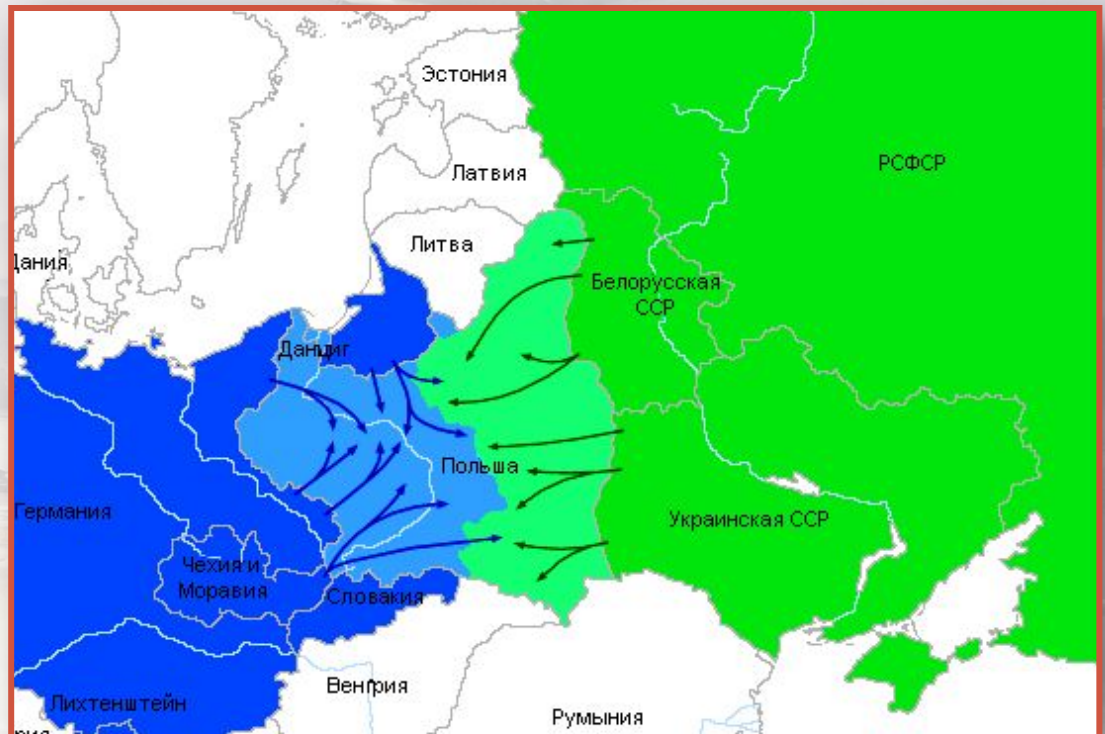 Эстония
РСФСР
Латвия
Литва
Дания
Белорусская
ССР
Данциг
Польша
Германия
Украинская ССР
Чехия и
Моравия
Словакия
Венгрия
Лихтенштейн
Румыния